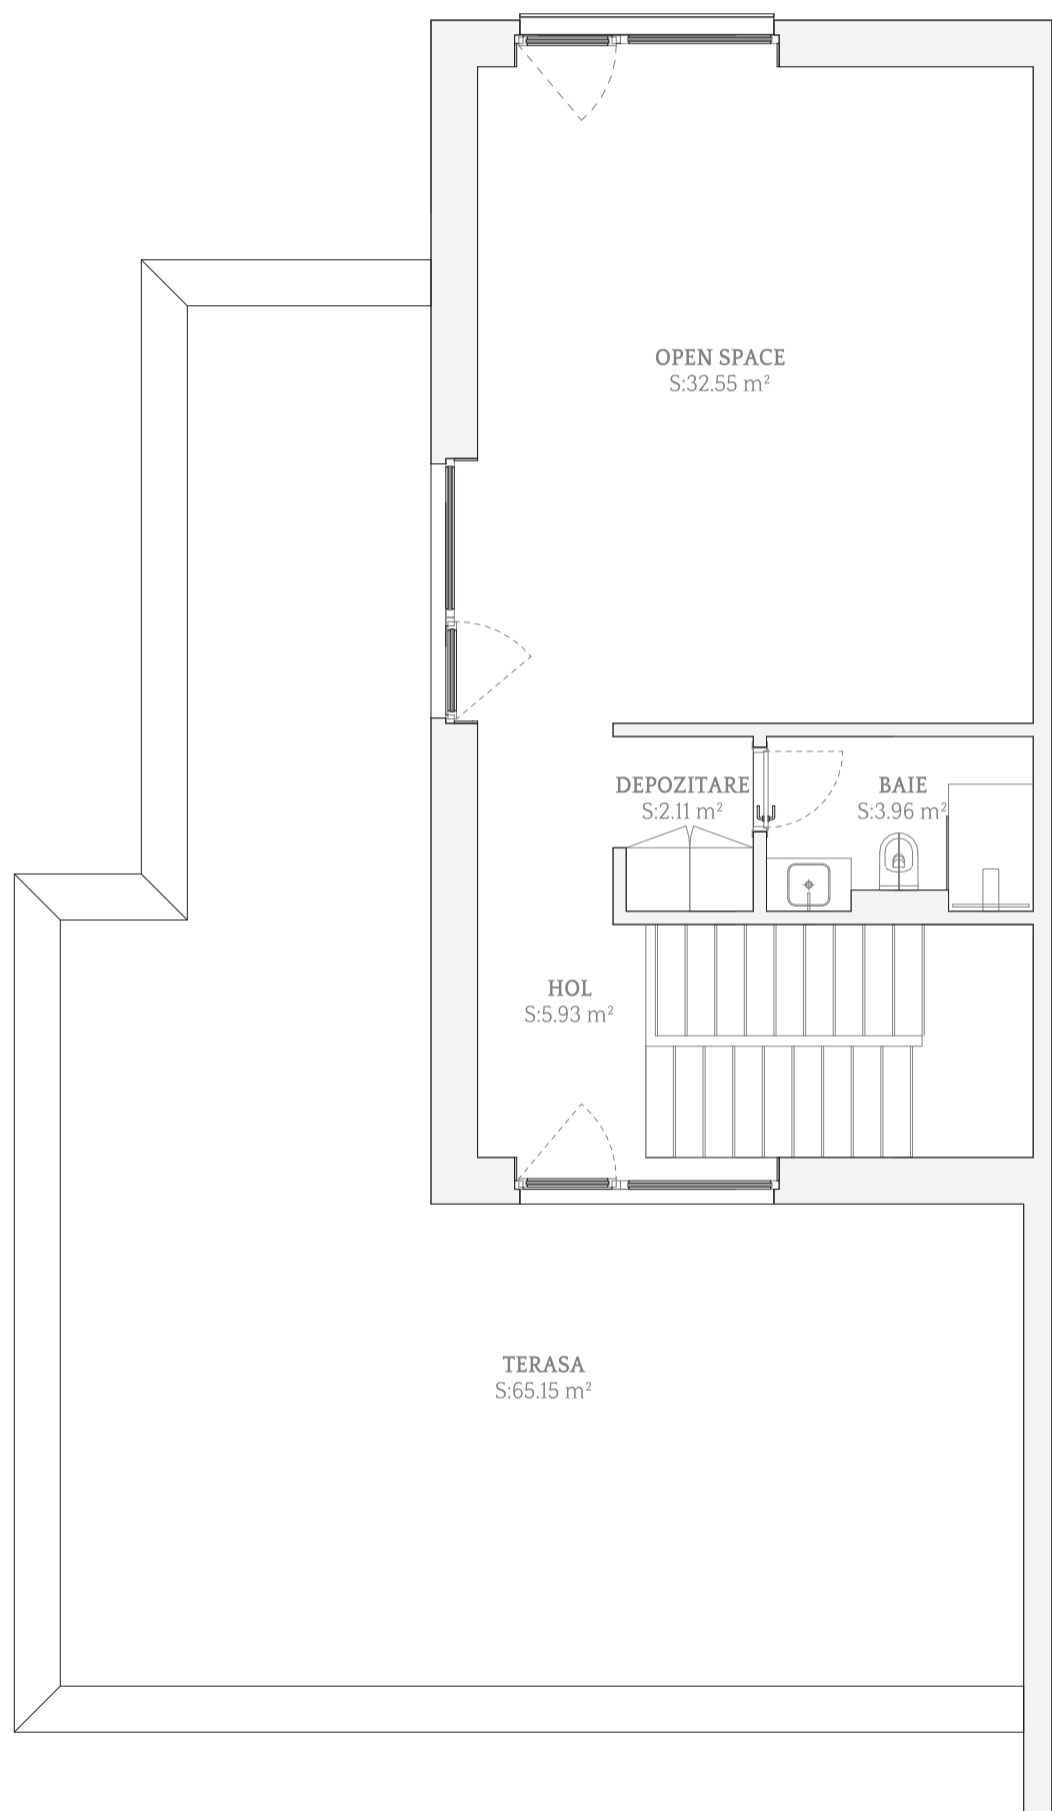 OPEN SPACE
S:32.55 m²
DEPOZITARE
S:2.11 m²
BAIE
S:3.96 m²
HOL
S:5.93 m²
TERASA
S:65.15 m²